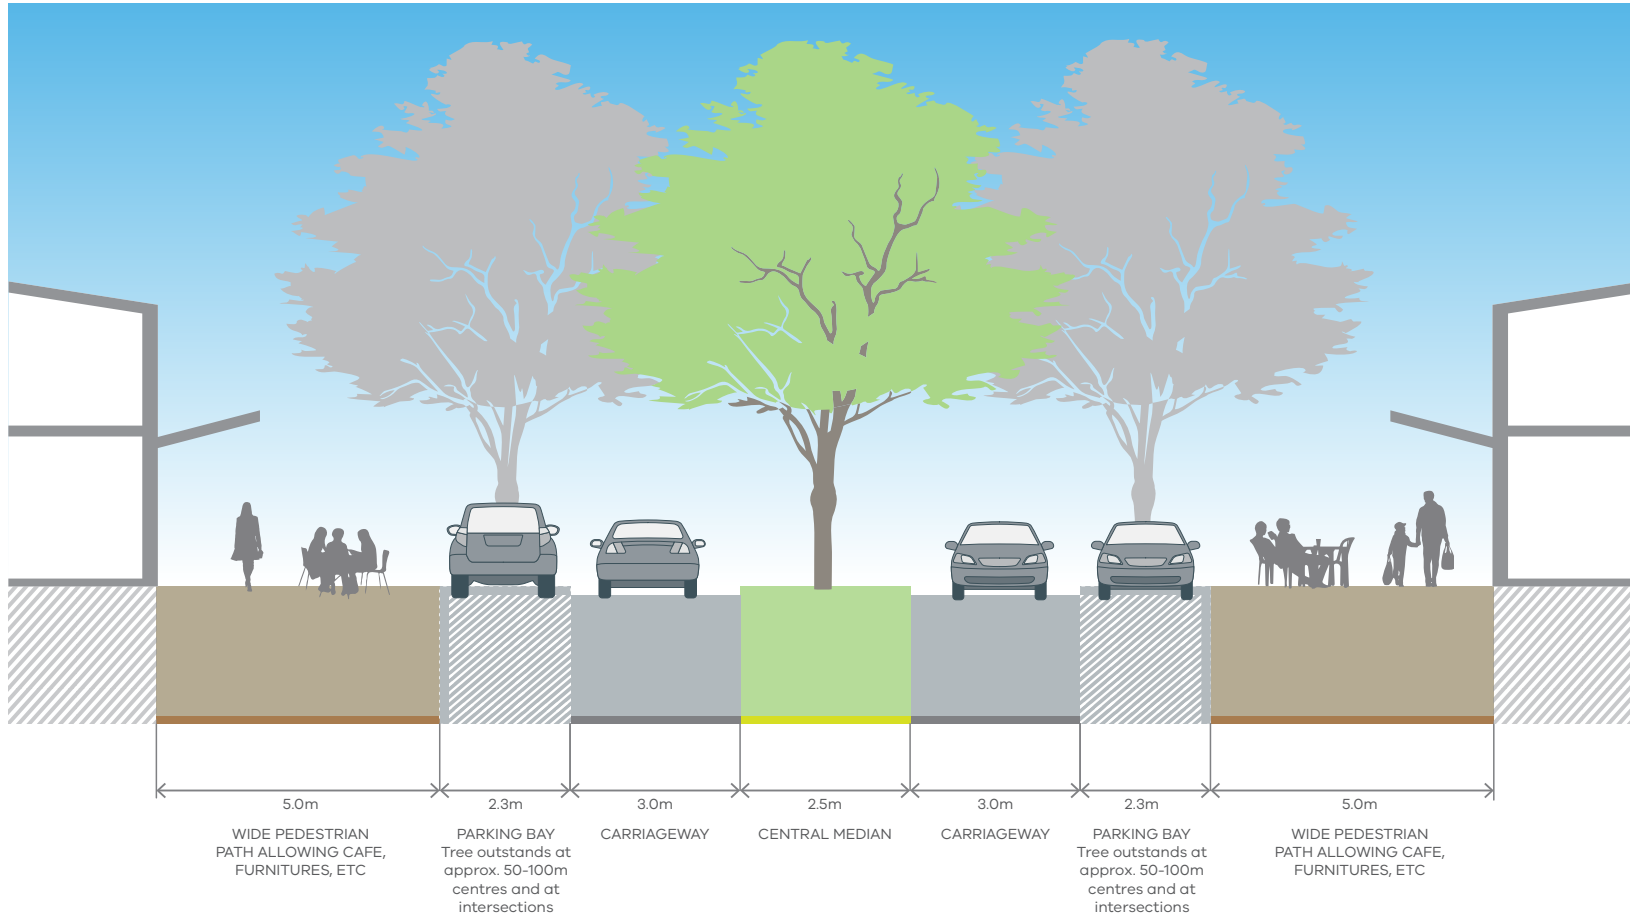 5.0m
2.3m
3.0m
2.5m
3.0m
2.3m
5.0m
WIDE PEDESTRIAN
PATH ALLOWING CAFE,
FURNITURES, ETC
PARKING BAY
Tree outstands at
approx. 50-100m
centres and at
intersections
CARRIAGEWAY
CENTRAL MEDIAN
CARRIAGEWAY
PARKING BAY
Tree outstands at
approx. 50-100m
centres and at
intersections
WIDE PEDESTRIAN
PATH ALLOWING CAFE,
FURNITURES, ETC